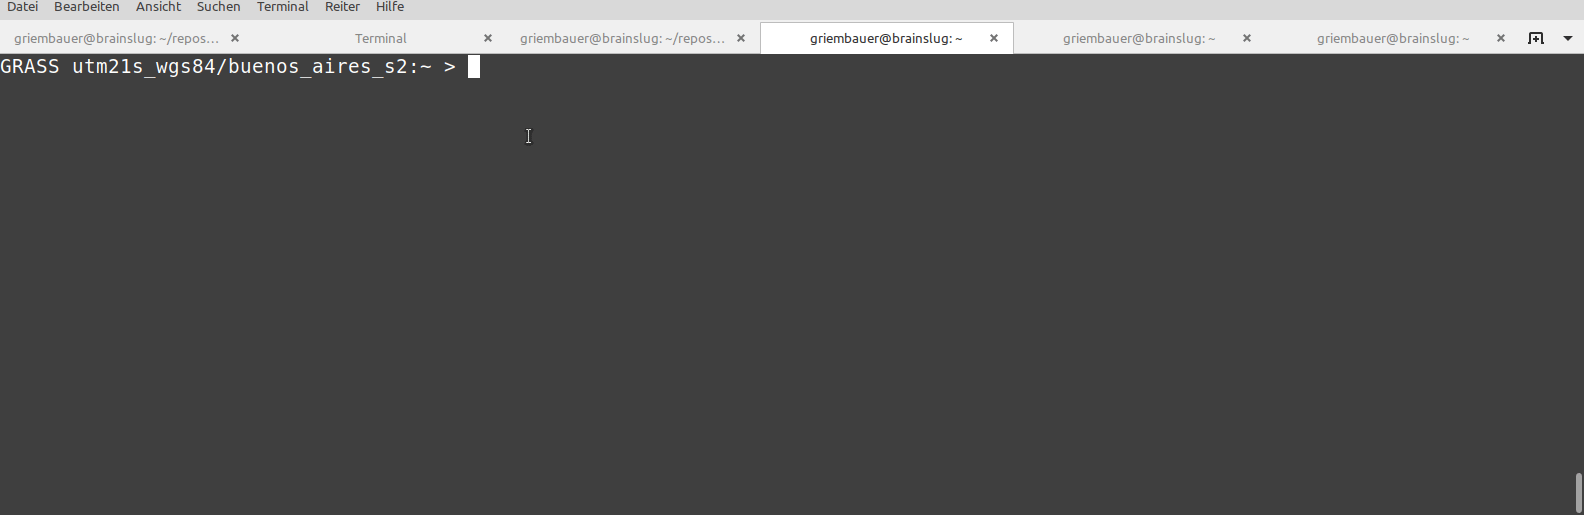 Datei Bearbeiten Ansicht Suchen Terminal Reiter Hilfe
griembauer@brainslug: ~/repos… Terminal griembauer@brainslug: ~/repos… griembauer@brainslug: ~ griembauer@brainslug: ~ griembauer@brainslug: ~
GRASS utm21s_wgs84/buenos_aires_s2:~ >